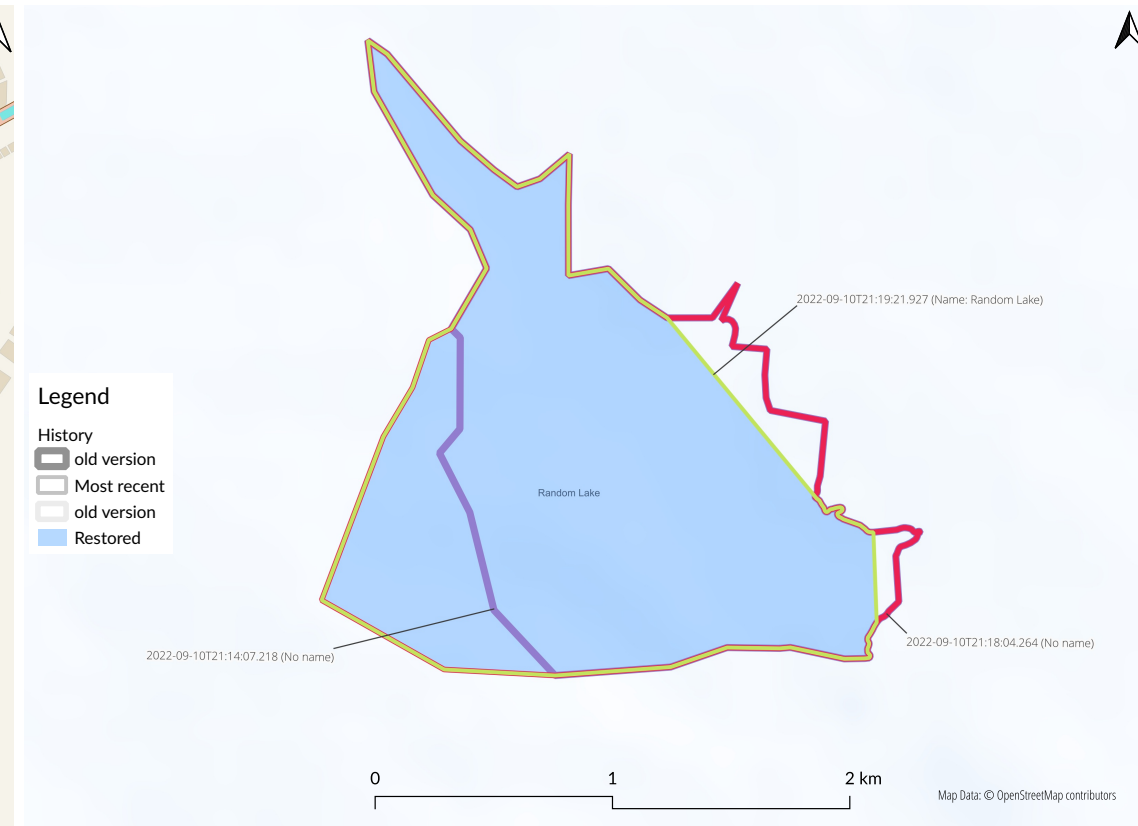 2022-09-10T21:19:21.927 (Name: Random Lake)
Legend
History
old version
Most recent
old version
Restored
Random Lake
2022-09-10T21:14:07.218 (No name)
2022-09-10T21:18:04.264 (No name)
0 1 2 km
Map Data: © OpenStreetMap contributors